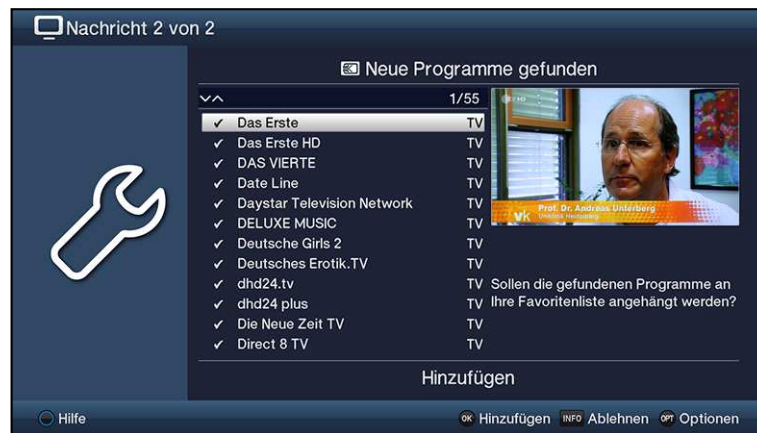 Nachricht 2 von 2
Neue Programme gefunden
1/55
Das Erste TV
Das Erste HD TV
DAS VIERTE TV
Date Line TV
Daystar Television Network TV
DELUXE MUSIC TV
Deutsche Girls 2 TV
Deutsches Erotik.TV TV
dhd24.tv TV
dhd24 plus TV
Die Neue Zeit TV TV
Direct 8 TV TV
Prof. Dr. Andreas Unterberg
Uniklinik Heidelberg
vk
Sollen die gefundenen Programme an
Ihre Favoritenliste angehängt werden?
Hinzufügen
Hilfe
OK Hinzufügen INFO Ablehnen OPT Optionen